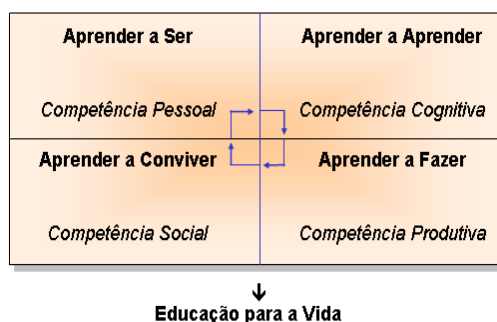 Aprender a Ser
Aprender a Aprender
Competência Pessoal
Competência Cognitiva
Aprender a Conviver
Aprender a Fazer
Competência Social
Competência Produtiva
Educação para a Vida